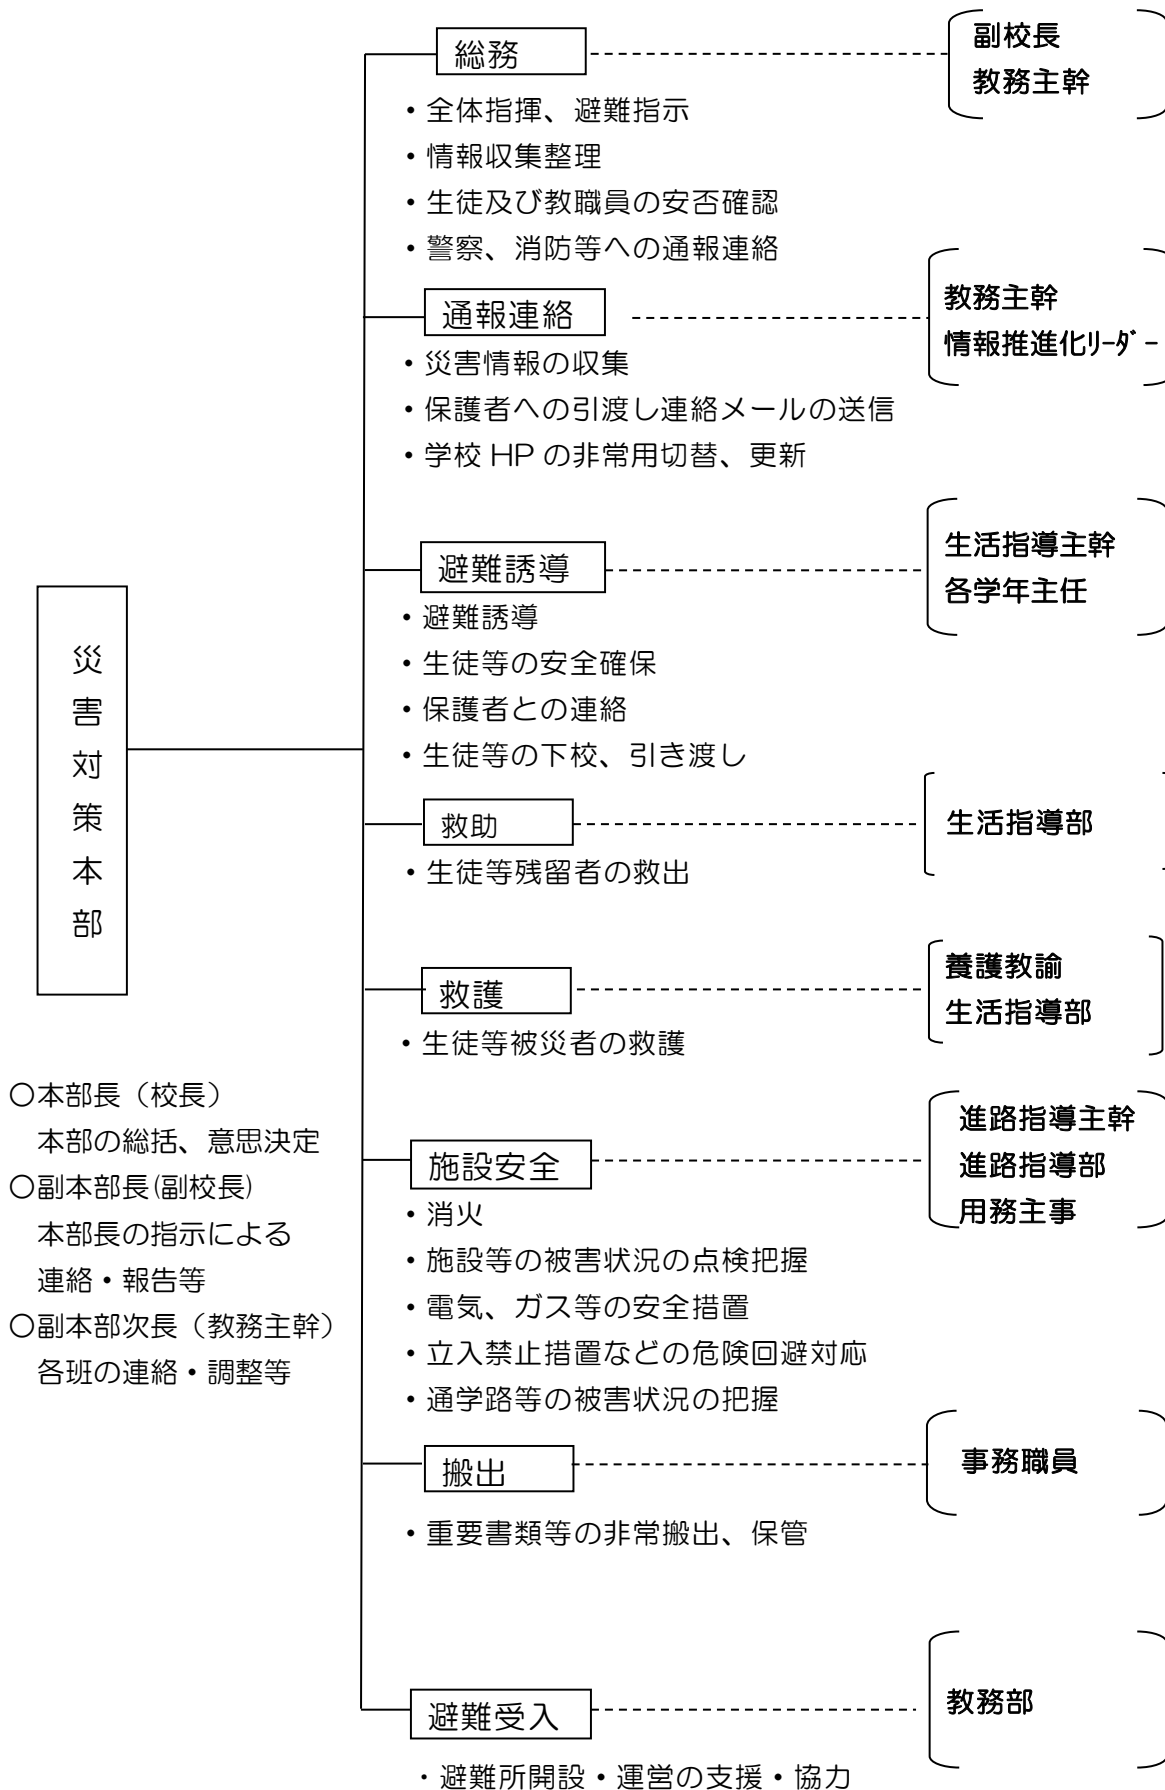 総務
副校長
教務主幹
・全体指揮、避難指示
・情報収集整理
・生徒及び教職員の安否確認
・警察、消防等への通報連絡
通報連絡
教務主幹
情報推進化ﾘｰﾀﾞｰ
・災害情報の収集
・保護者への引渡し連絡メールの送信
・学校 HP の非常用切替、更新
避難誘導
生活指導主幹
各学年主任
・避難誘導
・生徒等の安全確保
・保護者との連絡
・生徒等の下校、引き渡し
災害対策本部
救助
生活指導部
・生徒等残留者の救出
救護
養護教諭
生活指導部
・生徒等被災者の救護
〇本部長（校長）
本部の総括、意思決定
〇副本部長(副校長)
本部長の指示による
連絡・報告等
〇副本部次長（教務主幹）
各班の連絡・調整等
施設安全
進路指導主幹
進路指導部
用務主事
・消火
・施設等の被害状況の点検把握
・電気、ガス等の安全措置
・立入禁止措置などの危険回避対応
・通学路等の被害状況の把握
搬出
事務職員
・重要書類等の非常搬出、保管
避難受入
教務部
・避難所開設・運営の支援・協力